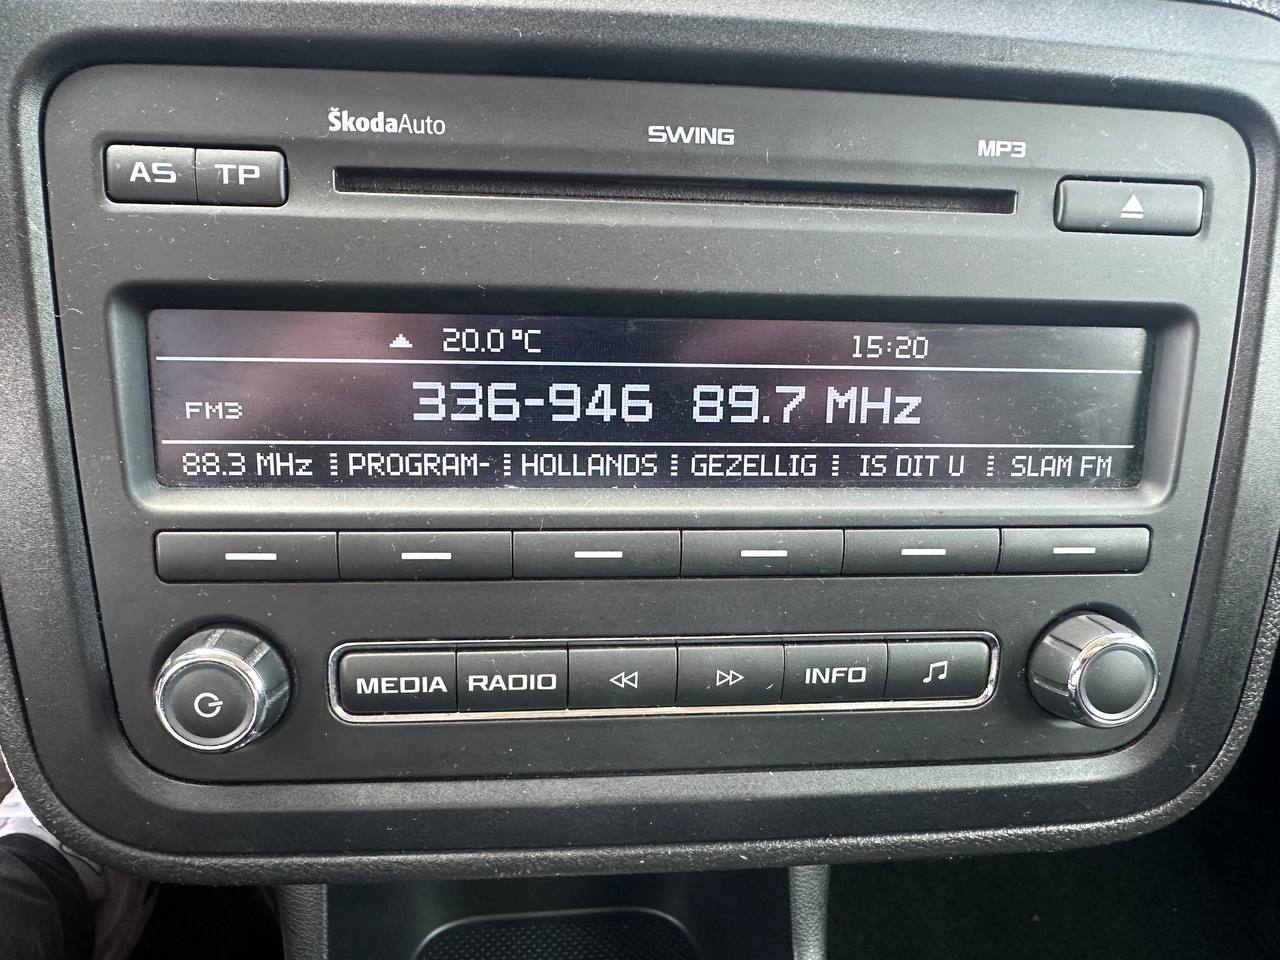 ŠkodaAuto SWING MP3
AS TP
20.0 °C 15:20
FM3 336-946 89.7 MHz
88.3 MHz PROGRAM- HOLLANDS GEZELLIG IS DIT U SLAM FM
MEDIA RADIO INFO